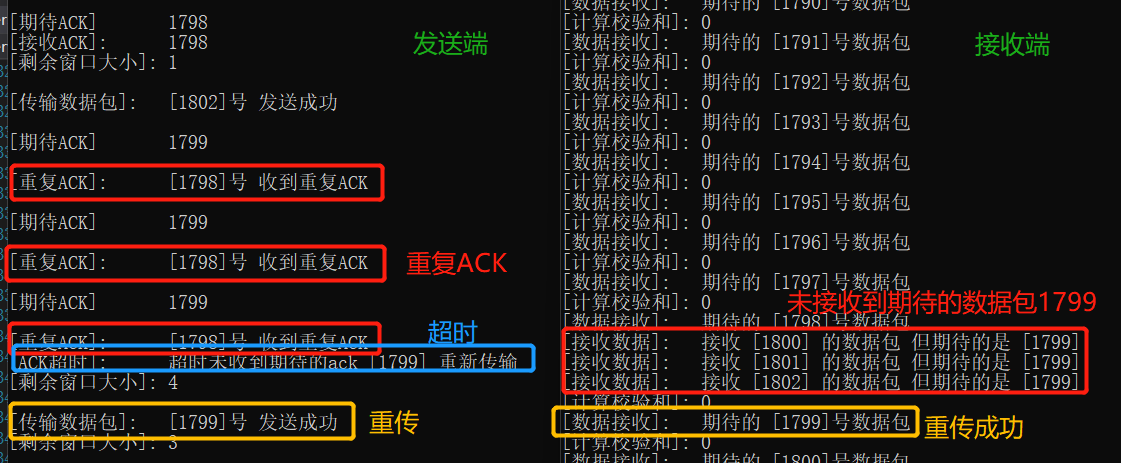 [期待ACK] 1798
[接收ACK]: 1798
[剩余窗口大小]: 1
[传输数据包]: [1802]号 发送成功
[期待ACK] 1799
[重复ACK]: [1798]号 收到重复ACK
[期待ACK] 1799
[重复ACK]: [1798]号 收到重复ACK
[期待ACK] 1799
[重复ACK]: [1798]号 收到重复ACK
[ACK超时]: 超时未收到期待的ack [1799] 重新传输
[剩余窗口大小]: 4
[传输数据包]: [1799]号 发送成功
[剩余窗口大小]: 3
发送端
重复ACK
超时
重传
[数据接收]: 期待的 [1790]号数据包
[计算校验和]: 0
[数据接收]: 期待的 [1791]号数据包
[计算校验和]: 0
[数据接收]: 期待的 [1792]号数据包
[计算校验和]: 0
[数据接收]: 期待的 [1793]号数据包
[计算校验和]: 0
[数据接收]: 期待的 [1794]号数据包
[计算校验和]: 0
[数据接收]: 期待的 [1795]号数据包
[计算校验和]: 0
[数据接收]: 期待的 [1796]号数据包
[计算校验和]: 0
[数据接收]: 期待的 [1797]号数据包
[计算校验和]: 0
[数据接收]: 期待的 [1798]号数据包
[接收数据]: 接收 [1800] 的数据包 但期待的是 [1799]
[接收数据]: 接收 [1801] 的数据包 但期待的是 [1799]
[接收数据]: 接收 [1802] 的数据包 但期待的是 [1799]
[计算校验和]: 0
[数据接收]: 期待的 [1799]号数据包
[计算校验和]: 0
[数据接收]: 期待的 [1800]号数据包
接收端
未接收到期待的数据包1799
重传成功